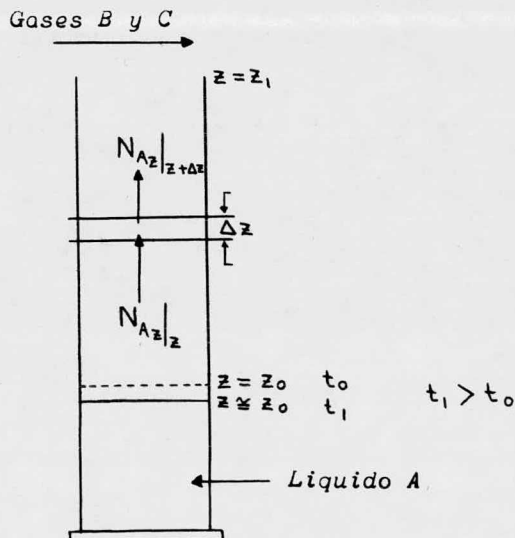 Gases B y C
z = z₁
N_Az|z+Δz
Δz
N_Az|z
z = z₀ t₀
z ≅ z₀ t₁
t₁ > t₀
Liquido A